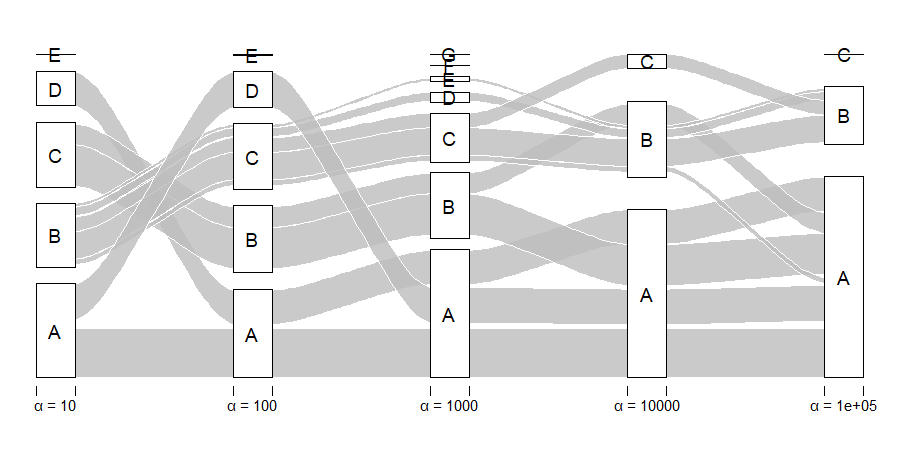 E
D
C
B
A
E
D
C
B
A
G
F
E
D
C
B
A
C
B
A
C
B
A
α = 10
α = 100
α = 1000
α = 10000
α = 1e+05